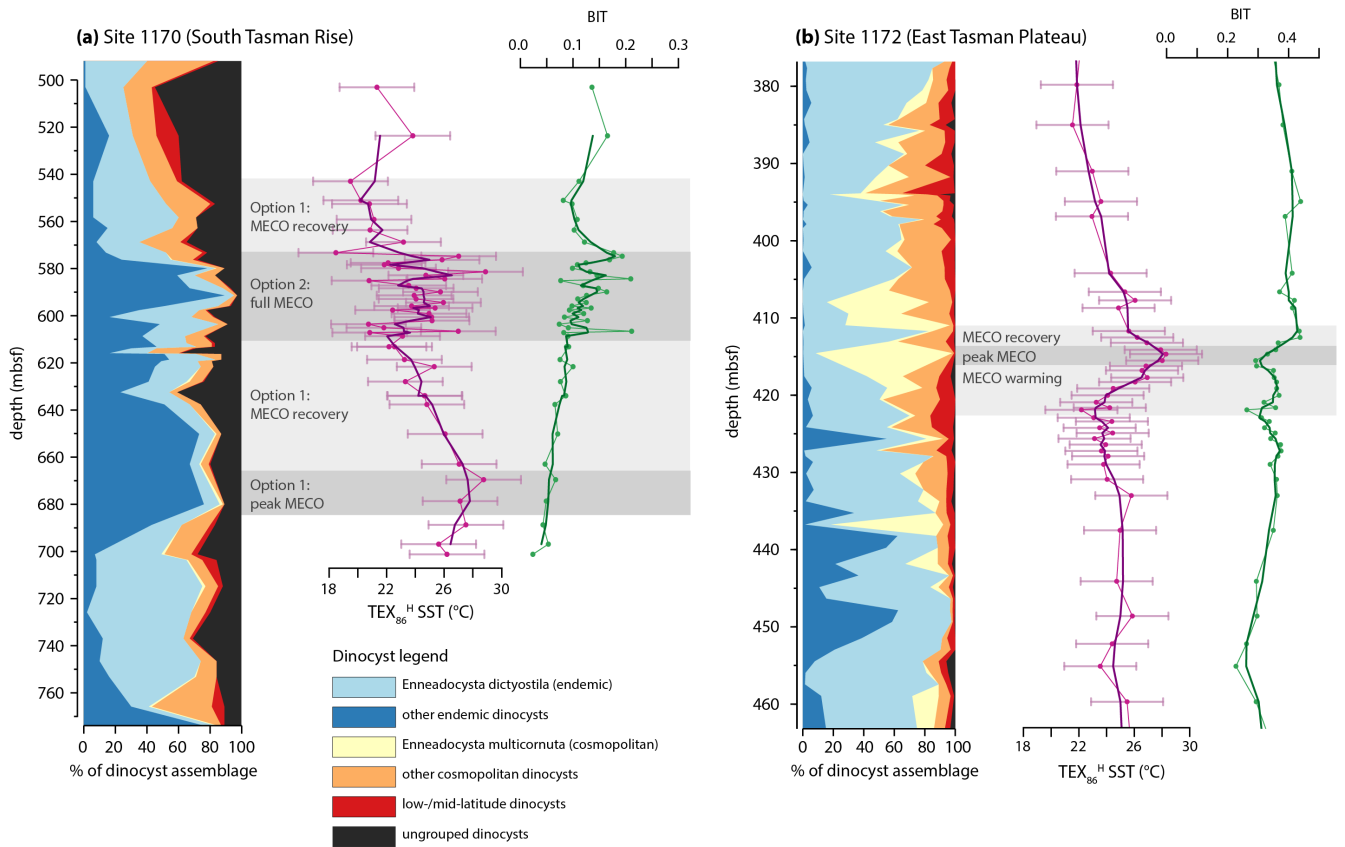 (a) Site 1170 (South Tasman Rise)
BIT
0.0 0.1 0.2 0.3
500
520
540
560
580
600
620
640
660
680
700
720
740
760
depth (mbsf)
Option 1:
MECO recovery
Option 2:
full MECO
Option 1:
MECO recovery
Option 1:
peak MECO
18 22 26 30
TEX86H SST (°C)
0 20 40 60 80 100
% of dinocyst assemblage
Dinocyst legend
Enneadocysta dictyostila (endemic)
other endemic dinocysts
Enneadocysta multicornuta (cosmopolitan)
other cosmopolitan dinocysts
low-/mid-latitude dinocysts
ungrouped dinocysts
(b) Site 1172 (East Tasman Plateau)
BIT
0.0 0.2 0.4
380
390
400
410
420
430
440
450
460
depth (mbsf)
MECO recovery
peak MECO
MECO warming
0 20 40 60 80 100
% of dinocyst assemblage
18 22 26 30
TEX86H SST (°C)